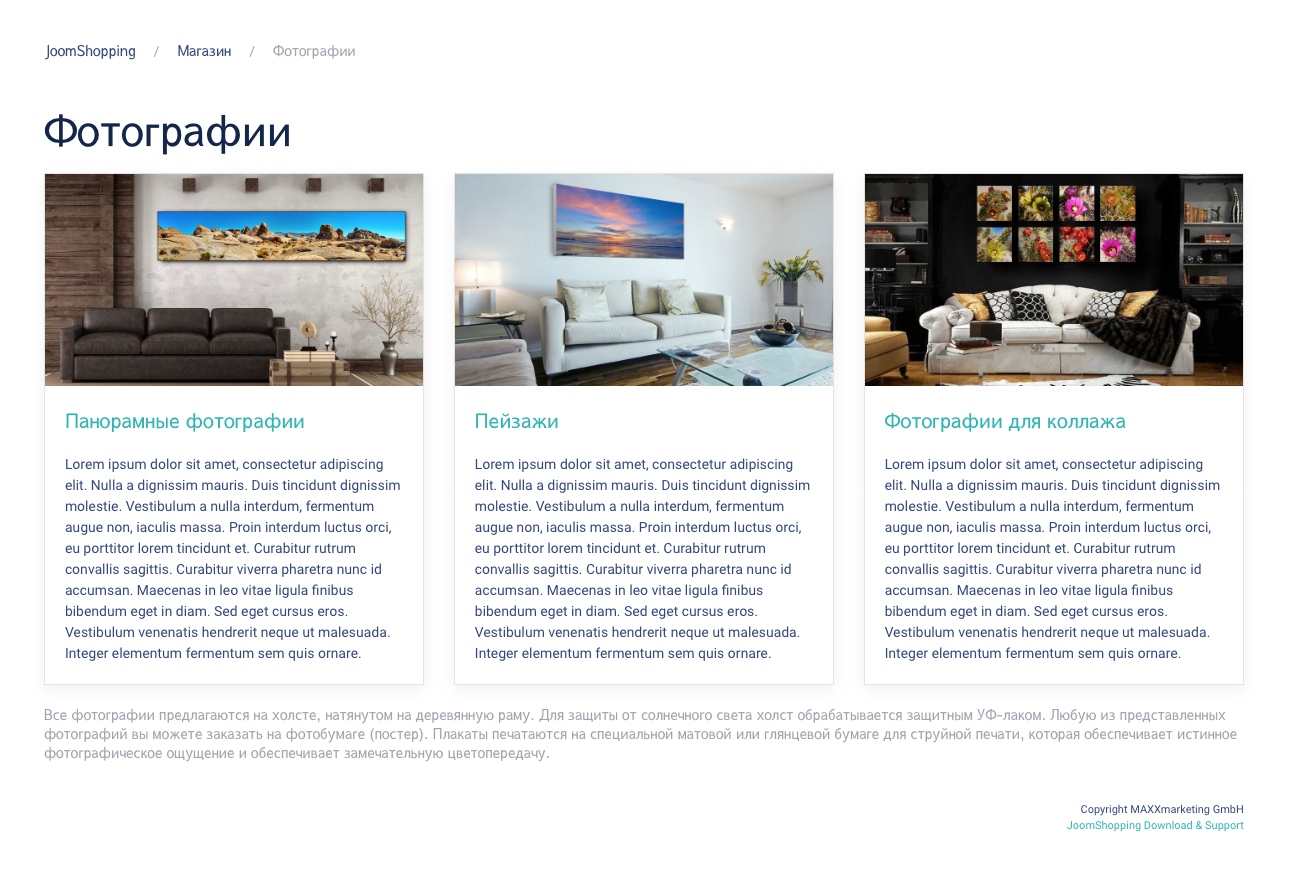 JoomShopping / Магазин / Фотографии
Фотографии
Панорамные фотографии
Lorem ipsum dolor sit amet, consectetur adipiscing
elit. Nulla a dignissim mauris. Duis tincidunt dignissim
molestie. Vestibulum a nulla interdum, fermentum
augue non, iaculis massa. Proin interdum luctus orci,
eu porttitor lorem tincidunt et. Curabitur rutrum
convallis sagittis. Curabitur viverra pharetra nunc id
accumsan. Maecenas in leo vitae ligula finibus
bibendum eget in diam. Sed eget cursus eros.
Vestibulum venenatis hendrerit neque ut malesuada.
Integer elementum fermentum sem quis ornare.
Пейзажи
Lorem ipsum dolor sit amet, consectetur adipiscing
elit. Nulla a dignissim mauris. Duis tincidunt dignissim
molestie. Vestibulum a nulla interdum, fermentum
augue non, iaculis massa. Proin interdum luctus orci,
eu porttitor lorem tincidunt et. Curabitur rutrum
convallis sagittis. Curabitur viverra pharetra nunc id
accumsan. Maecenas in leo vitae ligula finibus
bibendum eget in diam. Sed eget cursus eros.
Vestibulum venenatis hendrerit neque ut malesuada.
Integer elementum fermentum sem quis ornare.
Фотографии для коллажа
Lorem ipsum dolor sit amet, consectetur adipiscing
elit. Nulla a dignissim mauris. Duis tincidunt dignissim
molestie. Vestibulum a nulla interdum, fermentum
augue non, iaculis massa. Proin interdum luctus orci,
eu porttitor lorem tincidunt et. Curabitur rutrum
convallis sagittis. Curabitur viverra pharetra nunc id
accumsan. Maecenas in leo vitae ligula finibus
bibendum eget in diam. Sed eget cursus eros.
Vestibulum venenatis hendrerit neque ut malesuada.
Integer elementum fermentum sem quis ornare.
Все фотографии предлагаются на холсте, натянутом на деревянную раму. Для защиты от солнечного света холст обрабатывается защитным УФ-лаком. Любую из представленных
фотографий вы можете заказать на фотобумаге (постер). Плакаты печатаются на специальной матовой или глянцевой бумаге для струйной печати, которая обеспечивает истинное
фотографическое ощущение и обеспечивает замечательную цветопередачу.
Copyright MAXXmarketing GmbH
JoomShopping Download & Support